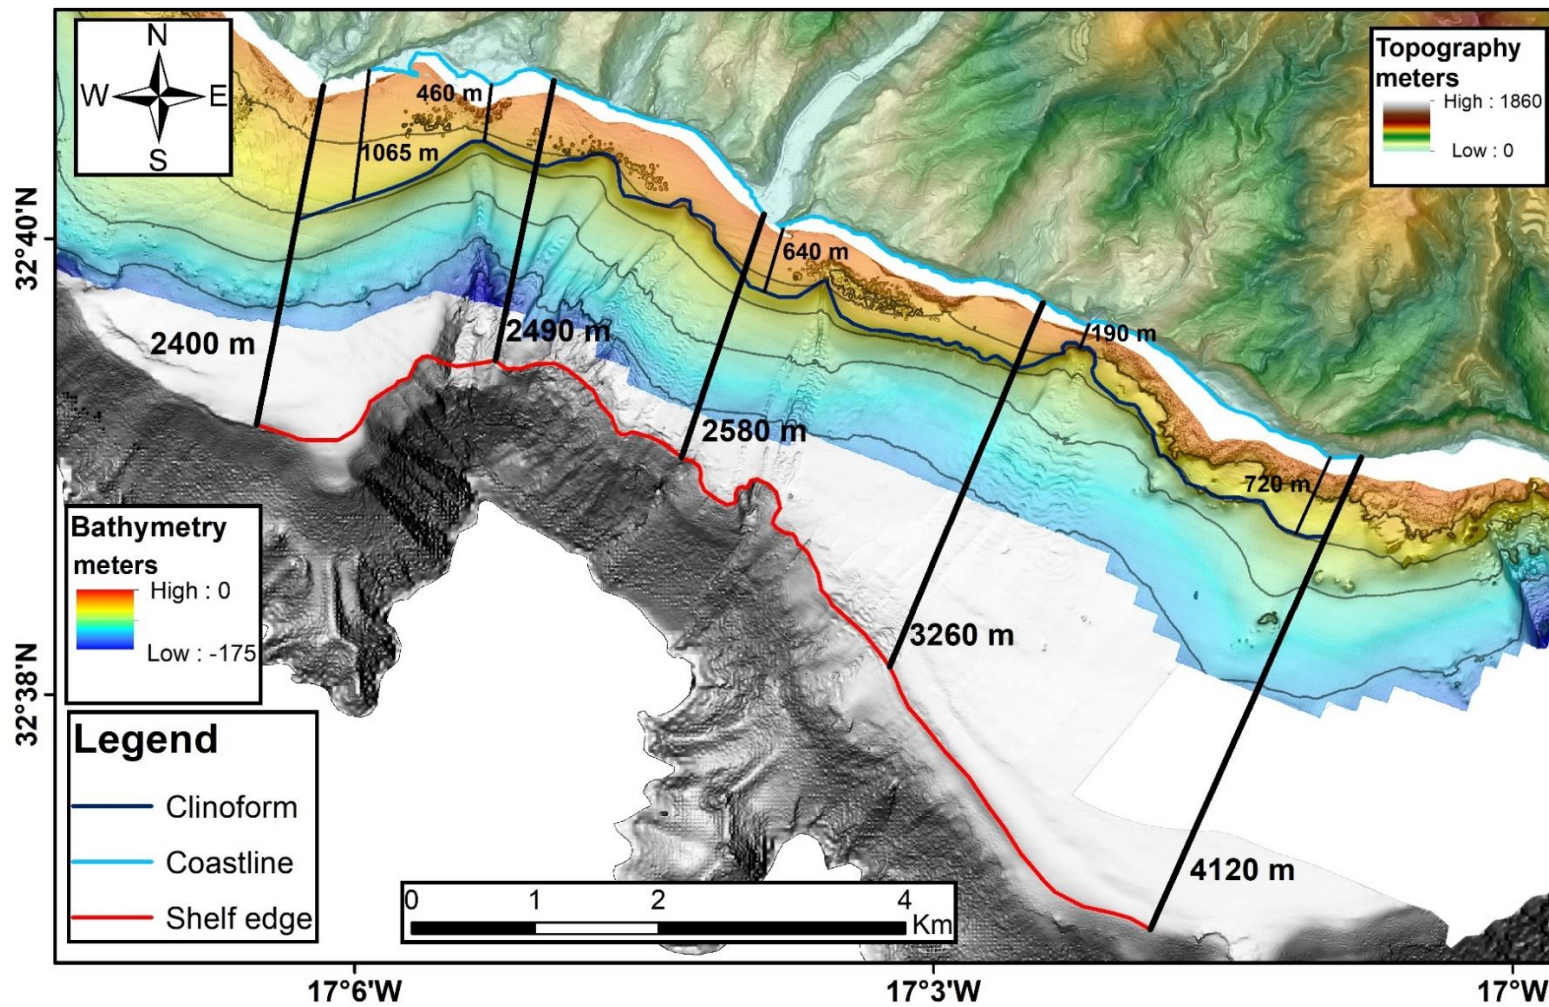 N
W E
S
Topography
meters
High : 1860
Low : 0
460 m
1065 m
640 m
190 m
720 m
2400 m
2490 m
2580 m
3260 m
4120 m
32°40'N
32°38'N
Bathymetry
meters
High : 0
Low : -175
Legend
Clinoform
Coastline
Shelf edge
0 1 2 4
Km
17°6'W 17°3'W 17°W